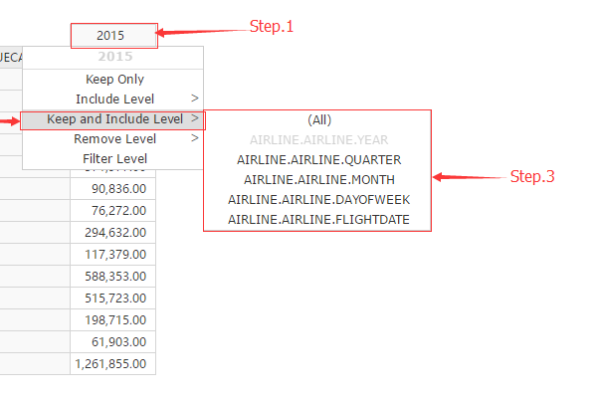 Step.1
2015
2015
Keep Only
Include Level >
Keep and Include Level >
Remove Level >
Filter Level
(All)
AIRLINE.AIRLINE.YEAR
AIRLINE.AIRLINE.QUARTER
AIRLINE.AIRLINE.MONTH
AIRLINE.AIRLINE.DAYOFWEEK
AIRLINE.AIRLINE.FLIGHTDATE
Step.3
90,836.00
76,272.00
294,632.00
117,379.00
588,353.00
515,723.00
198,715.00
61,903.00
1,261,855.00